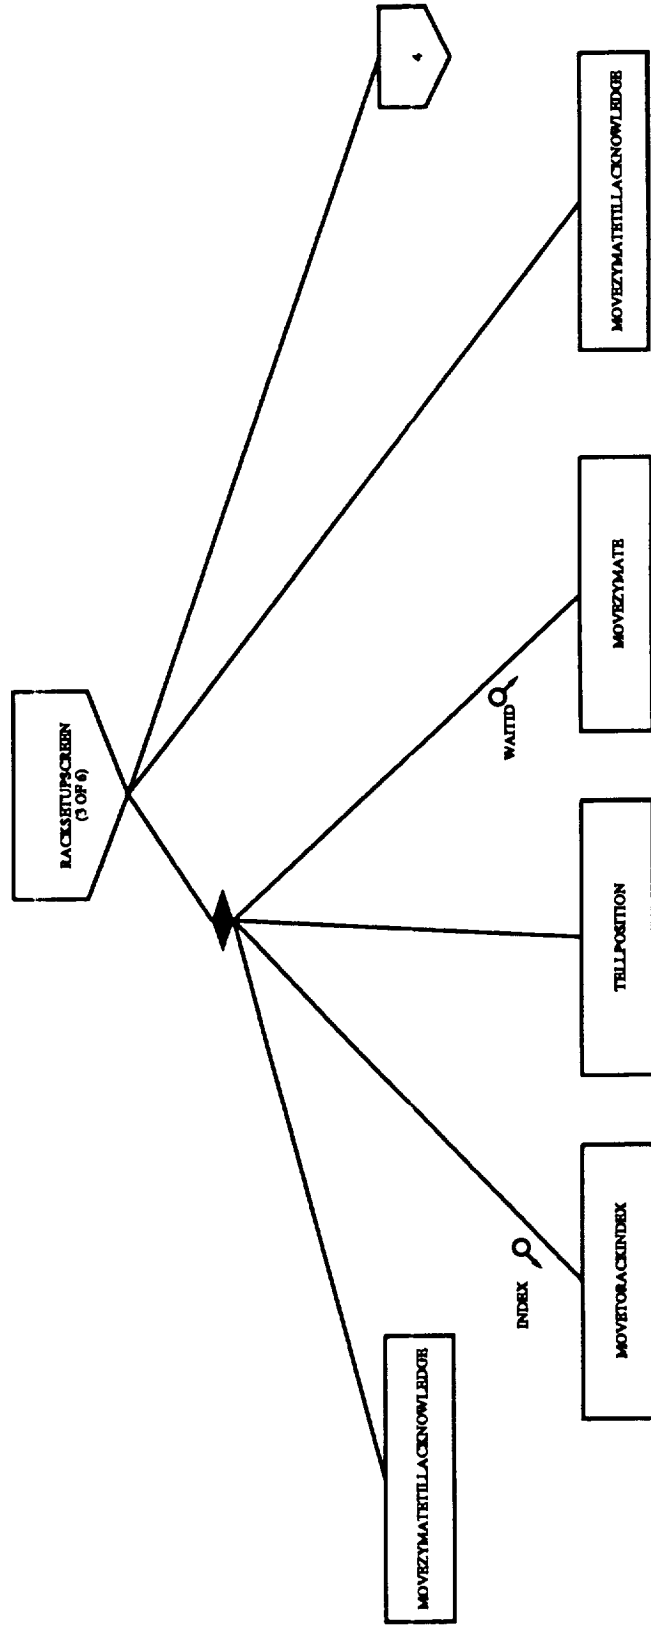 RACKSETUPSCREEN
(3 OF 6)
4
MOVEZYMATETILLACKNOWLEDGE
INDEX
WAITID
MOVETORACKINDEX
TELLPOSITION
MOVEZYMATE
MOVEZYMATETILLACKNOWLEDGE